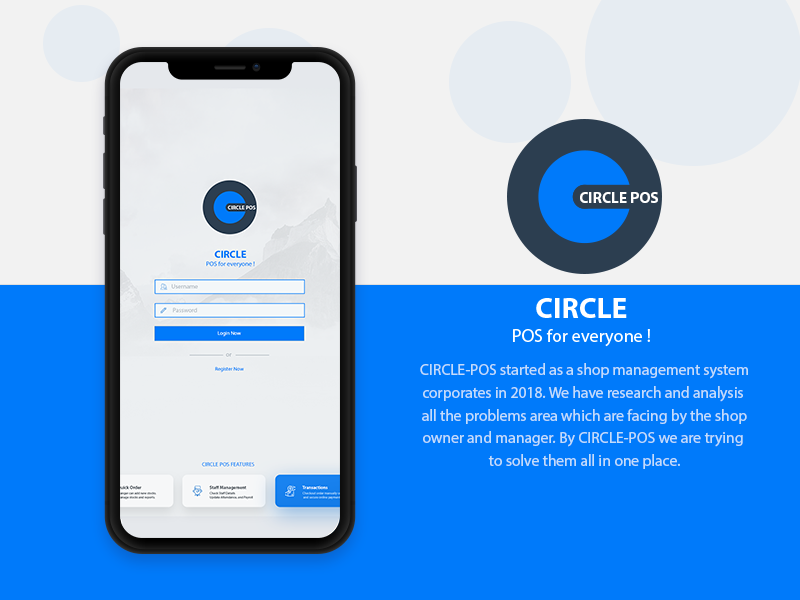 CIRCLE POS
CIRCLE
POS for everyone !
Username
Password
Login Now
or
Register Now
CIRCLE POS FEATURES
Quick Order
Staff Management
Transactions
CIRCLE POS
CIRCLE
POS for everyone !
CIRCLE-POS started as a shop management system
corporates in 2018. We have research and analysis
all the problems area which are facing by the shop
owner and manager. By CIRCLE-POS we are trying
to solve them all in one place.